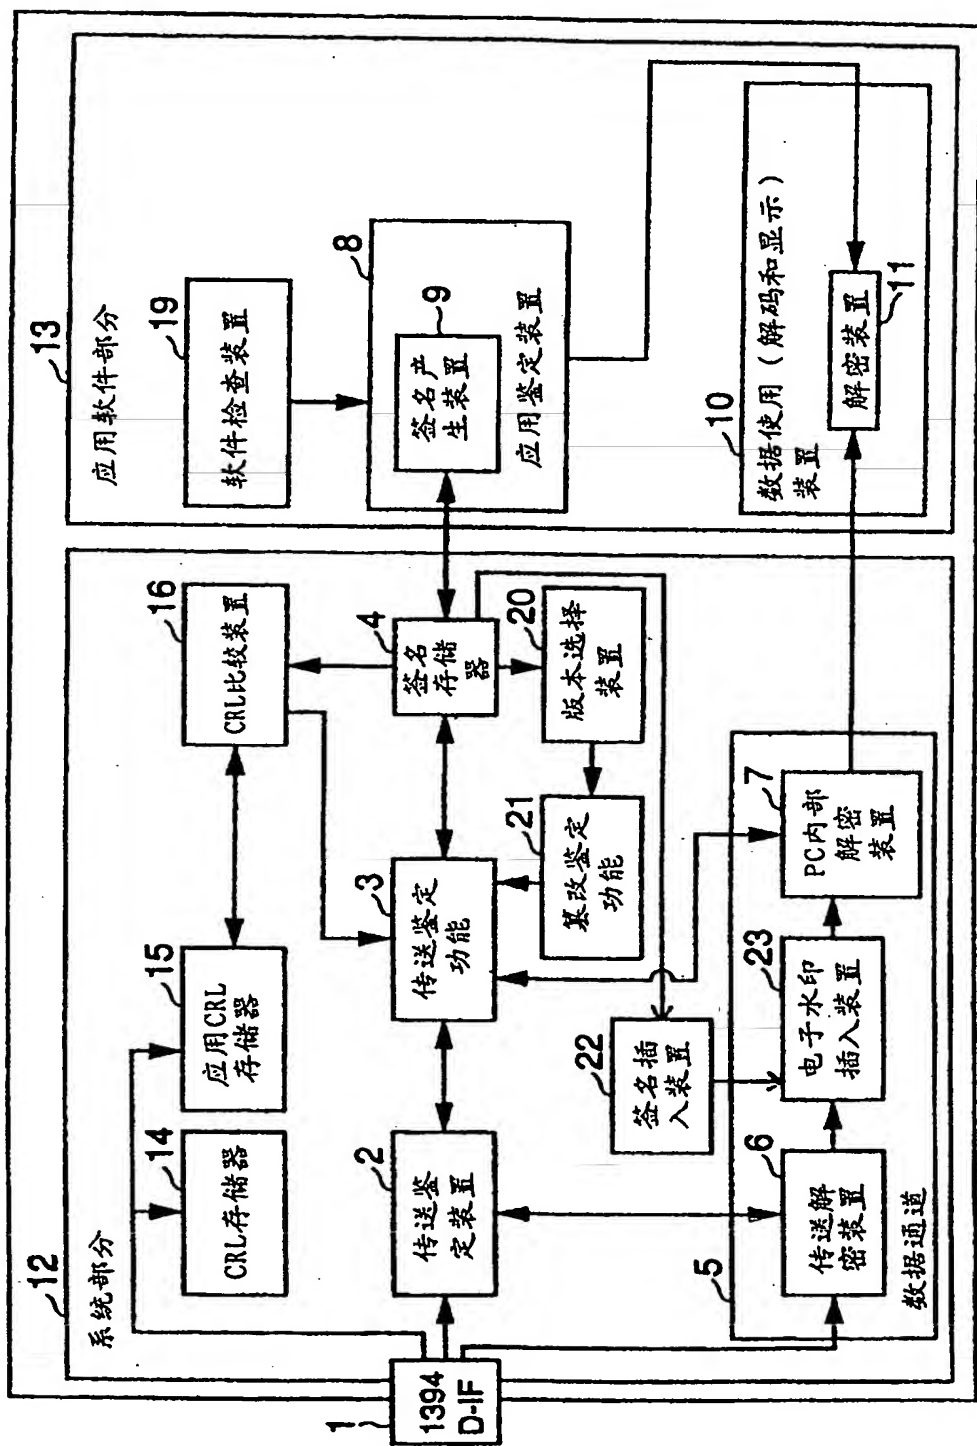 12
系统部分
1
1394
D-IF
14
CRL存储器
15
应用CRL
存储器
16
CRL比较装置
2
传送鉴
定装置
3
传送鉴定
功能
4
签名
存储
器
20
版本选择
装置
21
篡改鉴定
功能
22
签名插
入装置
5
数据通道
6
传送解
密装置
23
电子水印
插入装置
7
PC内部
解密
装置
13
应用软件部分
19
软件检查装置
8
应用鉴定装置
9
签名产
生装置
10
数据使用（解码和显示）
装置
11
解密装置